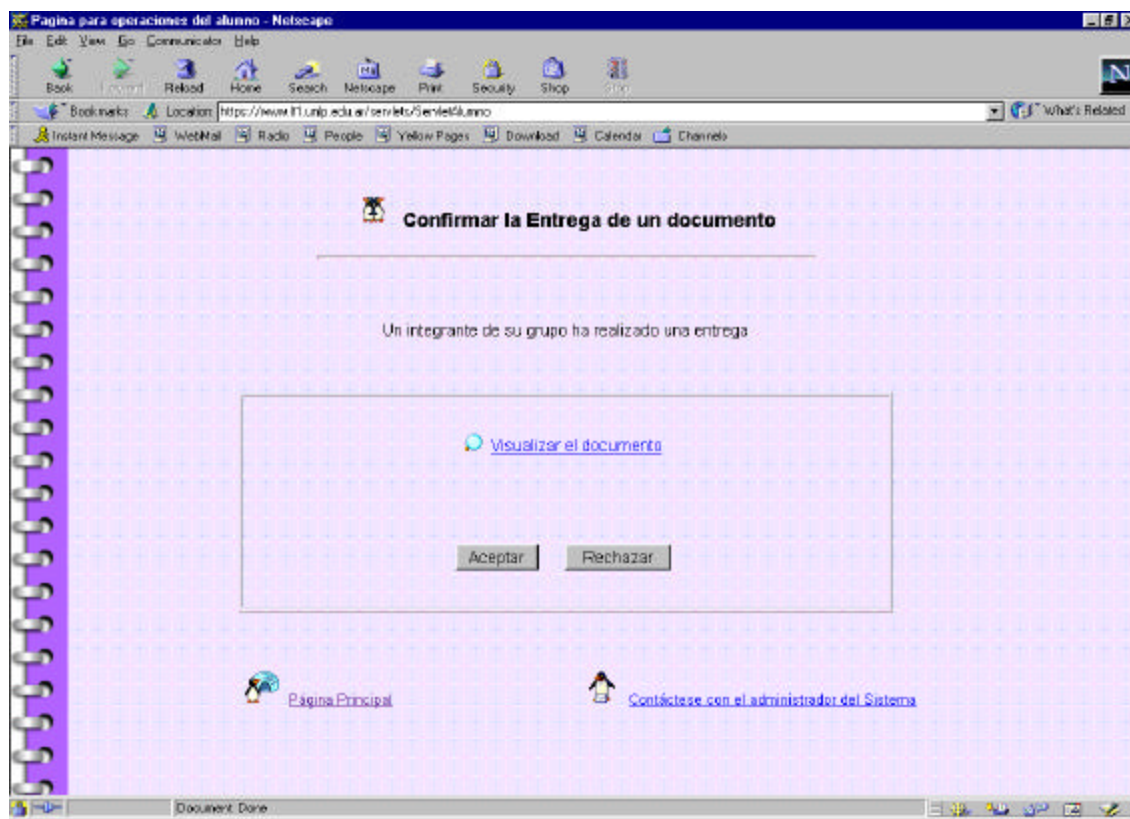 Pagina para operaciones del alumno - Netscape
File Edit View Go Communicator Help
Back Forward Reload Home Search Netscape Print Security Shop Stop
Bookmarks Location: https://www.lf1.unlp.edu.ar/servlets/ServletAlumno What's Related
Instant Message WebMail Radio People Yellow Pages Download Calendar Channels
Confirmar la Entrega de un documento
Un integrante de su grupo ha realizado una entrega
Visualizar el documento
Aceptar Rechazar
Página Principal Contáctese con el administrador del Sistema
Document: Done